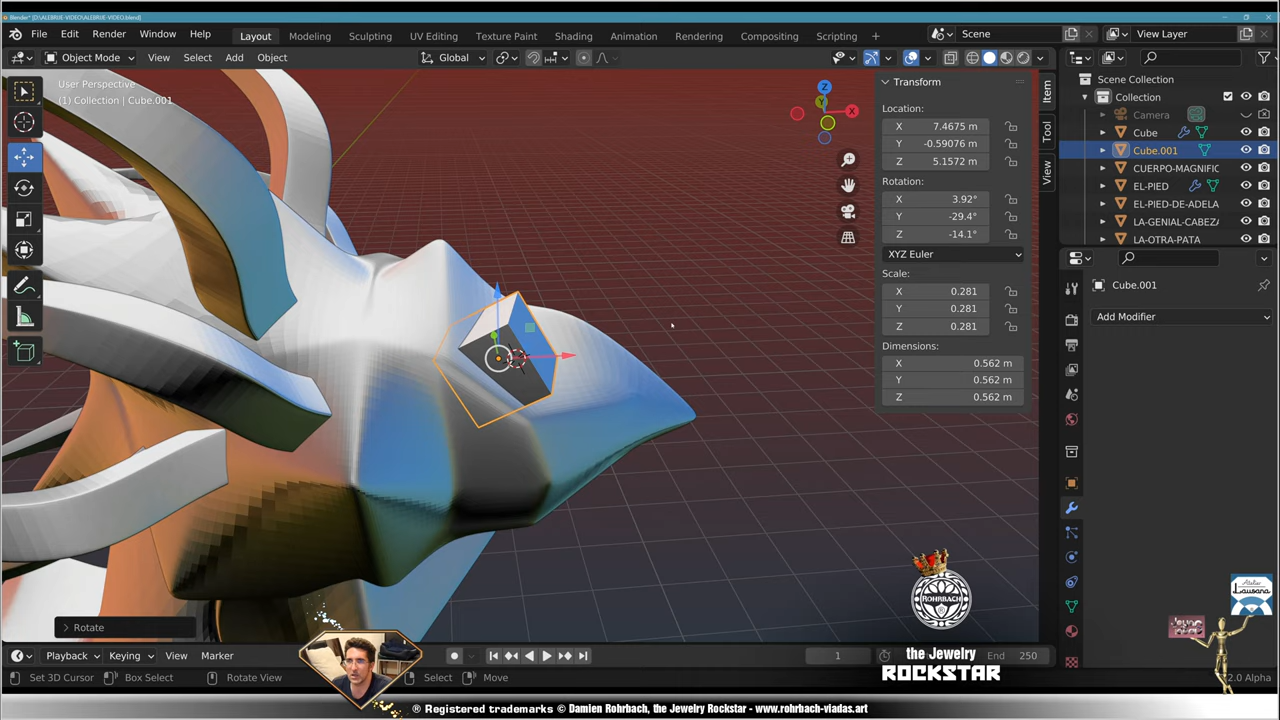 Blender* [D:\ALEBRIJE-VIDEO\ALEBRIJE-VIDEO.blend]
File Edit Render Window Help Layout Modeling Sculpting UV Editing Texture Paint Shading Animation Rendering Compositing Scripting + Scene View Layer
Object Mode View Select Add Object Global
User Perspective
(1) Collection | Cube.001
Z
Y
X
Transform
Location:
X 7.4675 m
Y -0.59076 m
Z 5.1572 m
Rotation:
X 3.92°
Y -29.4°
Z -14.1°
XYZ Euler
Scale:
X 0.281
Y 0.281
Z 0.281
Dimensions:
X 0.562 m
Y 0.562 m
Z 0.562 m
Item
Tool
View
Scene Collection
Collection
Camera
Cube
Cube.001
CUERPO-MAGNIFIC
EL-PIED
EL-PIED-DE-ADELA
LA-GENIAL-CABEZA
LA-OTRA-PATA
Cube.001
Add Modifier
Rotate
ROHRBACH
Atelier
Lausana
Playback Keying View Marker 1 End 250
the Jewelry
ROCKSTAR
Set 3D Cursor Box Select Rotate View Select Move 2.0 Alpha
® Registered trademarks © Damien Rohrbach, the Jewelry Rockstar - www.rohrbach-viadas.art